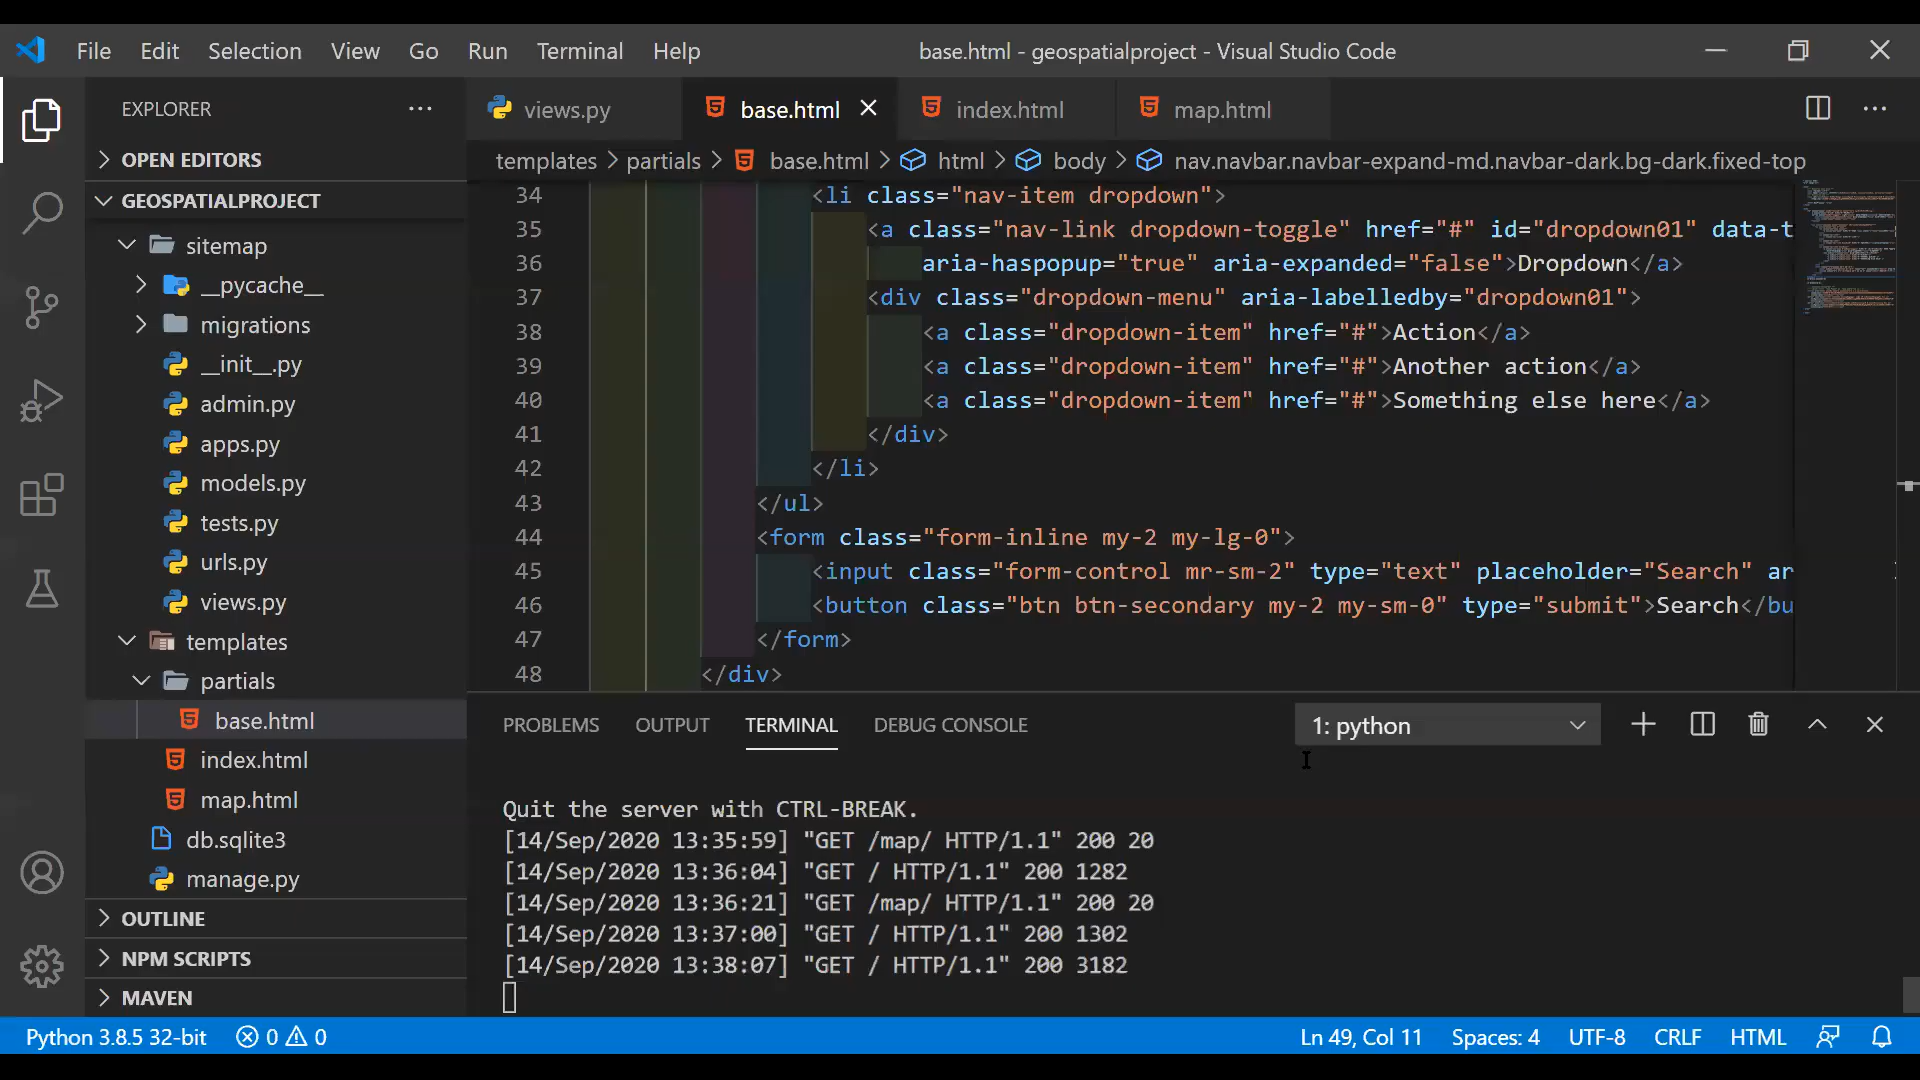 File Edit Selection View Go Run Terminal Help base.html - geospatialproject - Visual Studio Code
EXPLORER
views.py base.html index.html map.html
OPEN EDITORS
templates > partials > base.html > html > body > nav.navbar.navbar-expand-md.navbar-dark.bg-dark.fixed-top
GEOSPATIALPROJECT
sitemap
__pycache__
migrations
__init__.py
admin.py
apps.py
models.py
tests.py
urls.py
views.py
templates
partials
base.html
index.html
map.html
db.sqlite3
manage.py
OUTLINE
NPM SCRIPTS
MAVEN
34 <li class="nav-item dropdown">
35 <a class="nav-link dropdown-toggle" href="#" id="dropdown01" data-t
36 aria-haspopup="true" aria-expanded="false">Dropdown</a>
37 <div class="dropdown-menu" aria-labelledby="dropdown01">
38 <a class="dropdown-item" href="#">Action</a>
39 <a class="dropdown-item" href="#">Another action</a>
40 <a class="dropdown-item" href="#">Something else here</a>
41 </div>
42 </li>
43 </ul>
44 <form class="form-inline my-2 my-lg-0">
45 <input class="form-control mr-sm-2" type="text" placeholder="Search" ar
46 <button class="btn btn-secondary my-2 my-sm-0" type="submit">Search</bu
47 </form>
48 </div>
PROBLEMS OUTPUT TERMINAL DEBUG CONSOLE 1: python
Quit the server with CTRL-BREAK.
[14/Sep/2020 13:35:59] "GET /map/ HTTP/1.1" 200 20
[14/Sep/2020 13:36:04] "GET / HTTP/1.1" 200 1282
[14/Sep/2020 13:36:21] "GET /map/ HTTP/1.1" 200 20
[14/Sep/2020 13:37:00] "GET / HTTP/1.1" 200 1302
[14/Sep/2020 13:38:07] "GET / HTTP/1.1" 200 3182
Python 3.8.5 32-bit 0 0 Ln 49, Col 11 Spaces: 4 UTF-8 CRLF HTML